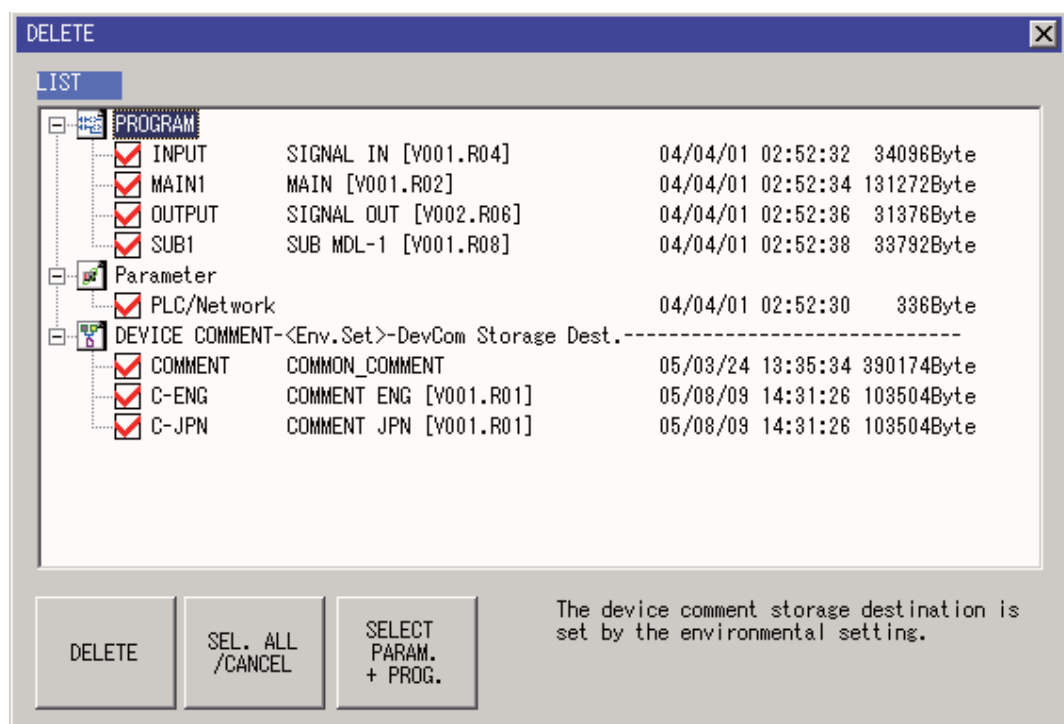 DELETE
LIST
PROGRAM
INPUT SIGNAL IN [V001.R04] 04/04/01 02:52:32 34096Byte
MAIN1 MAIN [V001.R02] 04/04/01 02:52:34 131272Byte
OUTPUT SIGNAL OUT [V002.R06] 04/04/01 02:52:36 31376Byte
SUB1 SUB MDL-1 [V001.R08] 04/04/01 02:52:38 33792Byte
Parameter
PLC/Network 04/04/01 02:52:30 336Byte
DEVICE COMMENT-<Env.Set>-DevCom Storage Dest.------------------------------
COMMENT COMMON_COMMENT 05/03/24 13:35:34 390174Byte
C-ENG COMMENT ENG [V001.R01] 05/08/09 14:31:26 103504Byte
C-JPN COMMENT JPN [V001.R01] 05/08/09 14:31:26 103504Byte
DELETE
SEL. ALL
/CANCEL
SELECT
PARAM.
+ PROG.
The device comment storage destination is
set by the environmental setting.